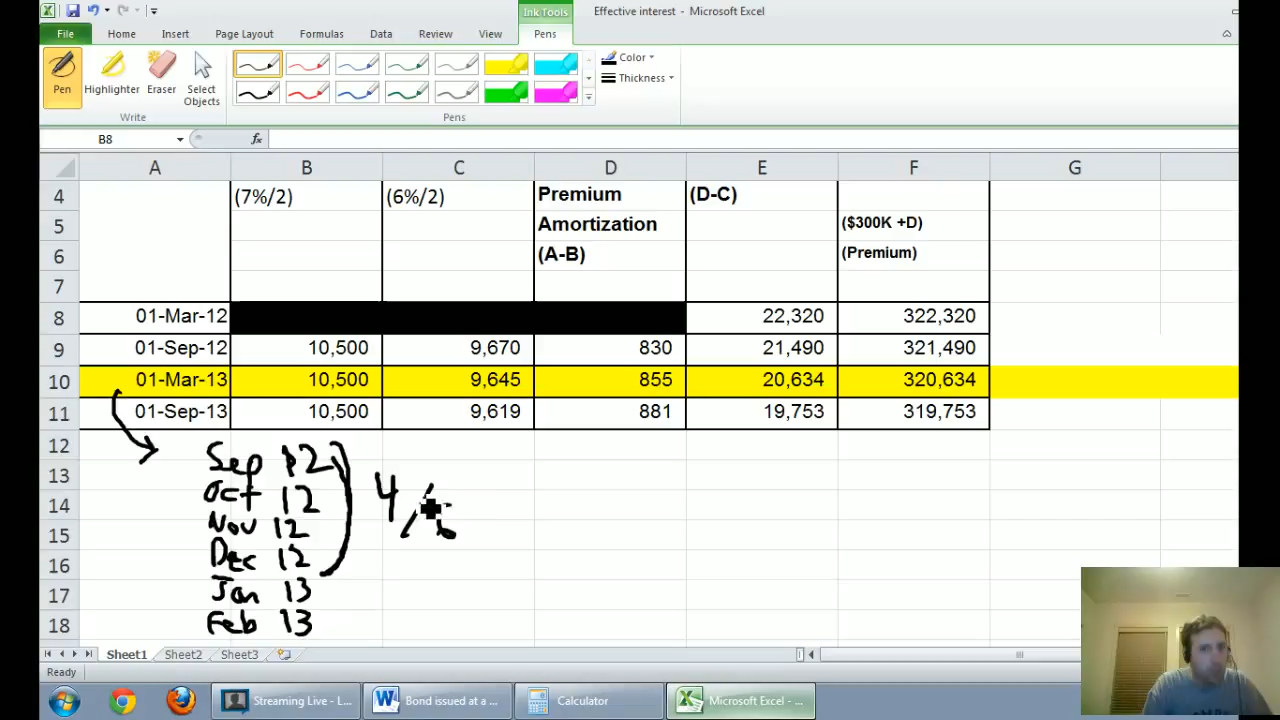 Ink Tools
Effective interest - Microsoft Excel
File Home Insert Page Layout Formulas Data Review View Pens
Pen Highlighter Eraser Select Objects
Color
Thickness
Write Pens
B8 fx
A B C D E F G
4 (7%/2) (6%/2) Premium (D-C)
5 Amortization ($300K +D)
6 (A-B) (Premium)
7
8 01-Mar-12 22,320 322,320
9 01-Sep-12 10,500 9,670 830 21,490 321,490
10 01-Mar-13 10,500 9,645 855 20,634 320,634
11 01-Sep-13 10,500 9,619 881 19,753 319,753
12
13
14
15
16
17
18
Sep 12
Oct 12
Nov 12
Dec 12
Jan 13
Feb 13
4/6
Sheet1 Sheet2 Sheet3
Ready
Streaming Live - L... Bond issued at a ... Calculator Microsoft Excel - ...